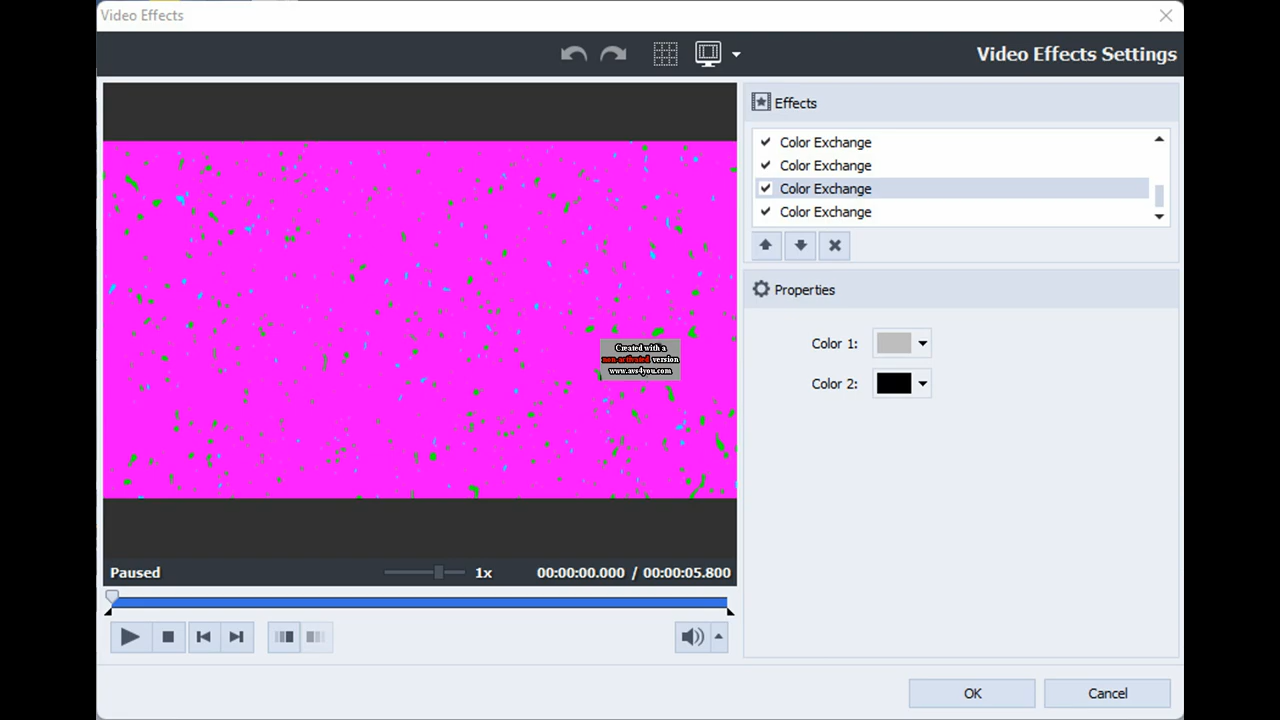 Video Effects
Video Effects Settings
Effects
Color Exchange
Color Exchange
Color Exchange
Color Exchange
Properties
Color 1:
Color 2:
Created with a
non activated version
www.avs4you.com
Paused
1x
00:00:00.000 / 00:00:05.800
OK
Cancel